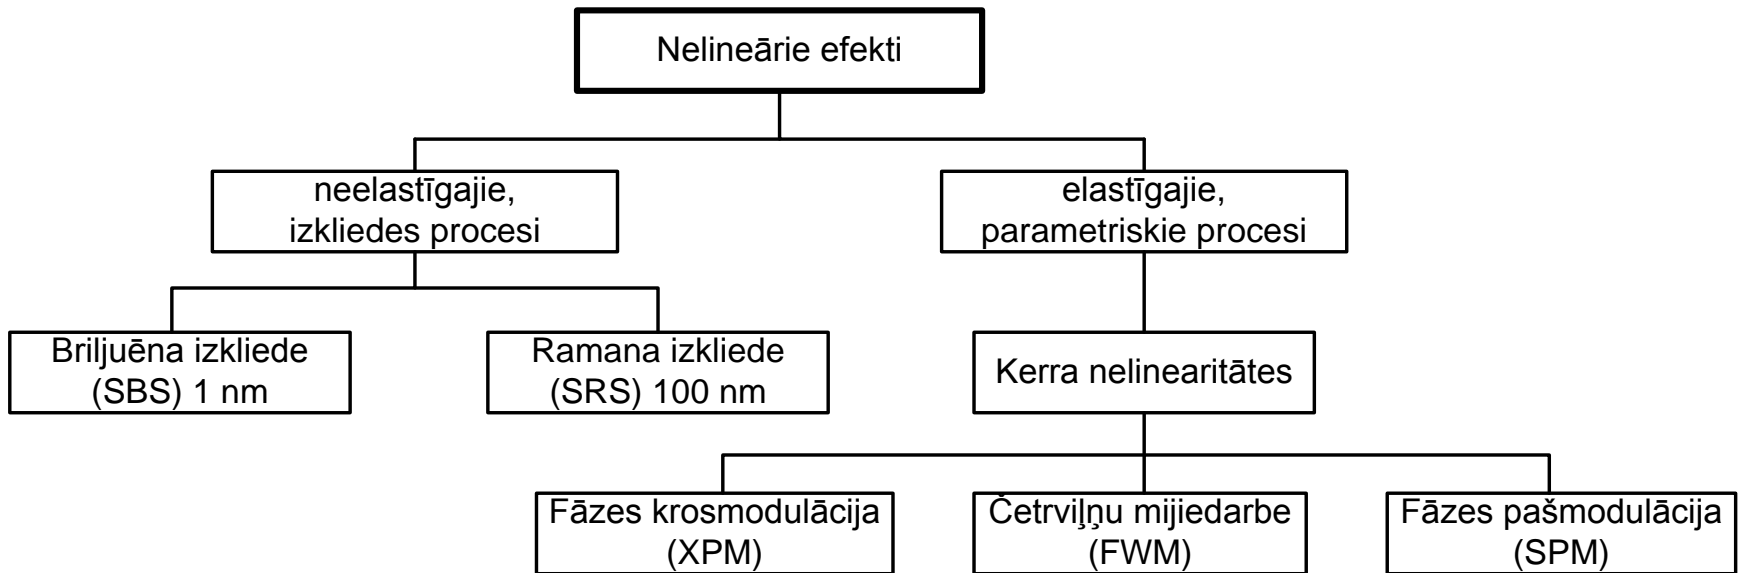 Nelineārie efekti
neelastīgajie,
izkliedes procesi
elastīgajie,
parametriskie procesi
Briljuēna izkliede
(SBS) 1 nm
Ramana izkliede
(SRS) 100 nm
Kerra nelinearitātes
Fāzes krosmodulācija
(XPM)
Četrviļņu mijiedarbe
(FWM)
Fāzes pašmodulācija
(SPM)